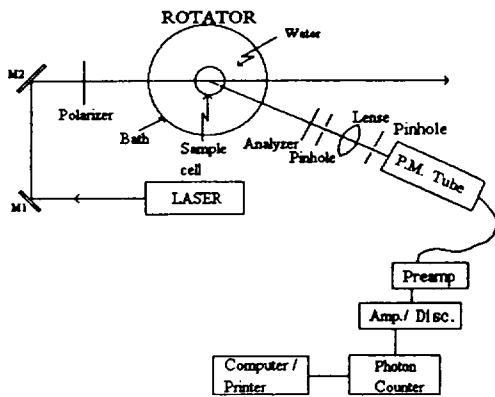 ROTATOR
M2
Water
Polarizer
Bath
Sample
cell
Analyzer
Pinhole
Lense
Pinhole
P.M. Tube
M1
LASER
Preamp
Amp./ Disc.
Computer /
Printer
Photon
Counter